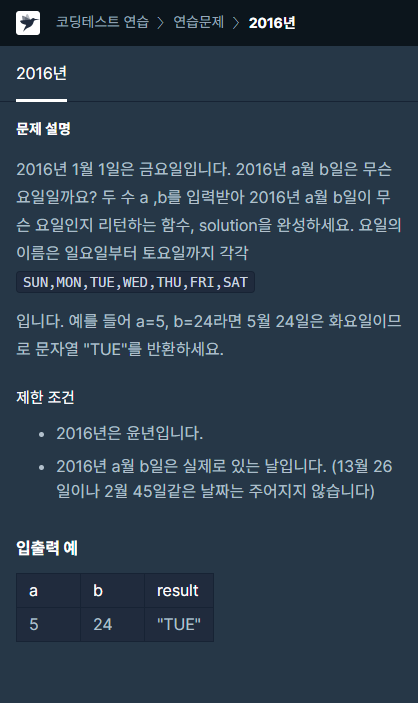 코딩테스트 연습 > 연습문제 > 2016년
2016년
문제 설명
2016년 1월 1일은 금요일입니다. 2016년 a월 b일은 무슨
요일일까요? 두 수 a ,b를 입력받아 2016년 a월 b일이 무
슨 요일인지 리턴하는 함수, solution을 완성하세요. 요일의
이름은 일요일부터 토요일까지 각각
SUN,MON,TUE,WED,THU,FRI,SAT
입니다. 예를 들어 a=5, b=24라면 5월 24일은 화요일이므
로 문자열 "TUE"를 반환하세요.
제한 조건
• 2016년은 윤년입니다.
• 2016년 a월 b일은 실제로 있는 날입니다. (13월 26
일이나 2월 45일같은 날짜는 주어지지 않습니다)
입출력 예
a b result
5 24 "TUE"